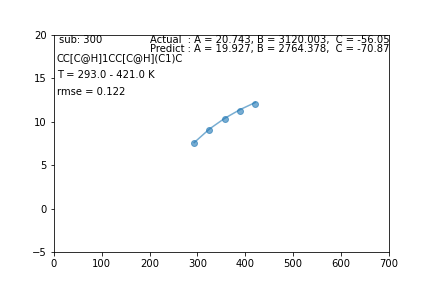 sub: 300
Actual : A = 20.743, B = 3120.003, C = -56.05
Predict : A = 19.927, B = 2764.378, C = -70.87
CC[C@H]1CC[C@H](C1)C
T = 293.0 - 421.0 K
rmse = 0.122
20
15
10
5
0
−5
0 100 200 300 400 500 600 700